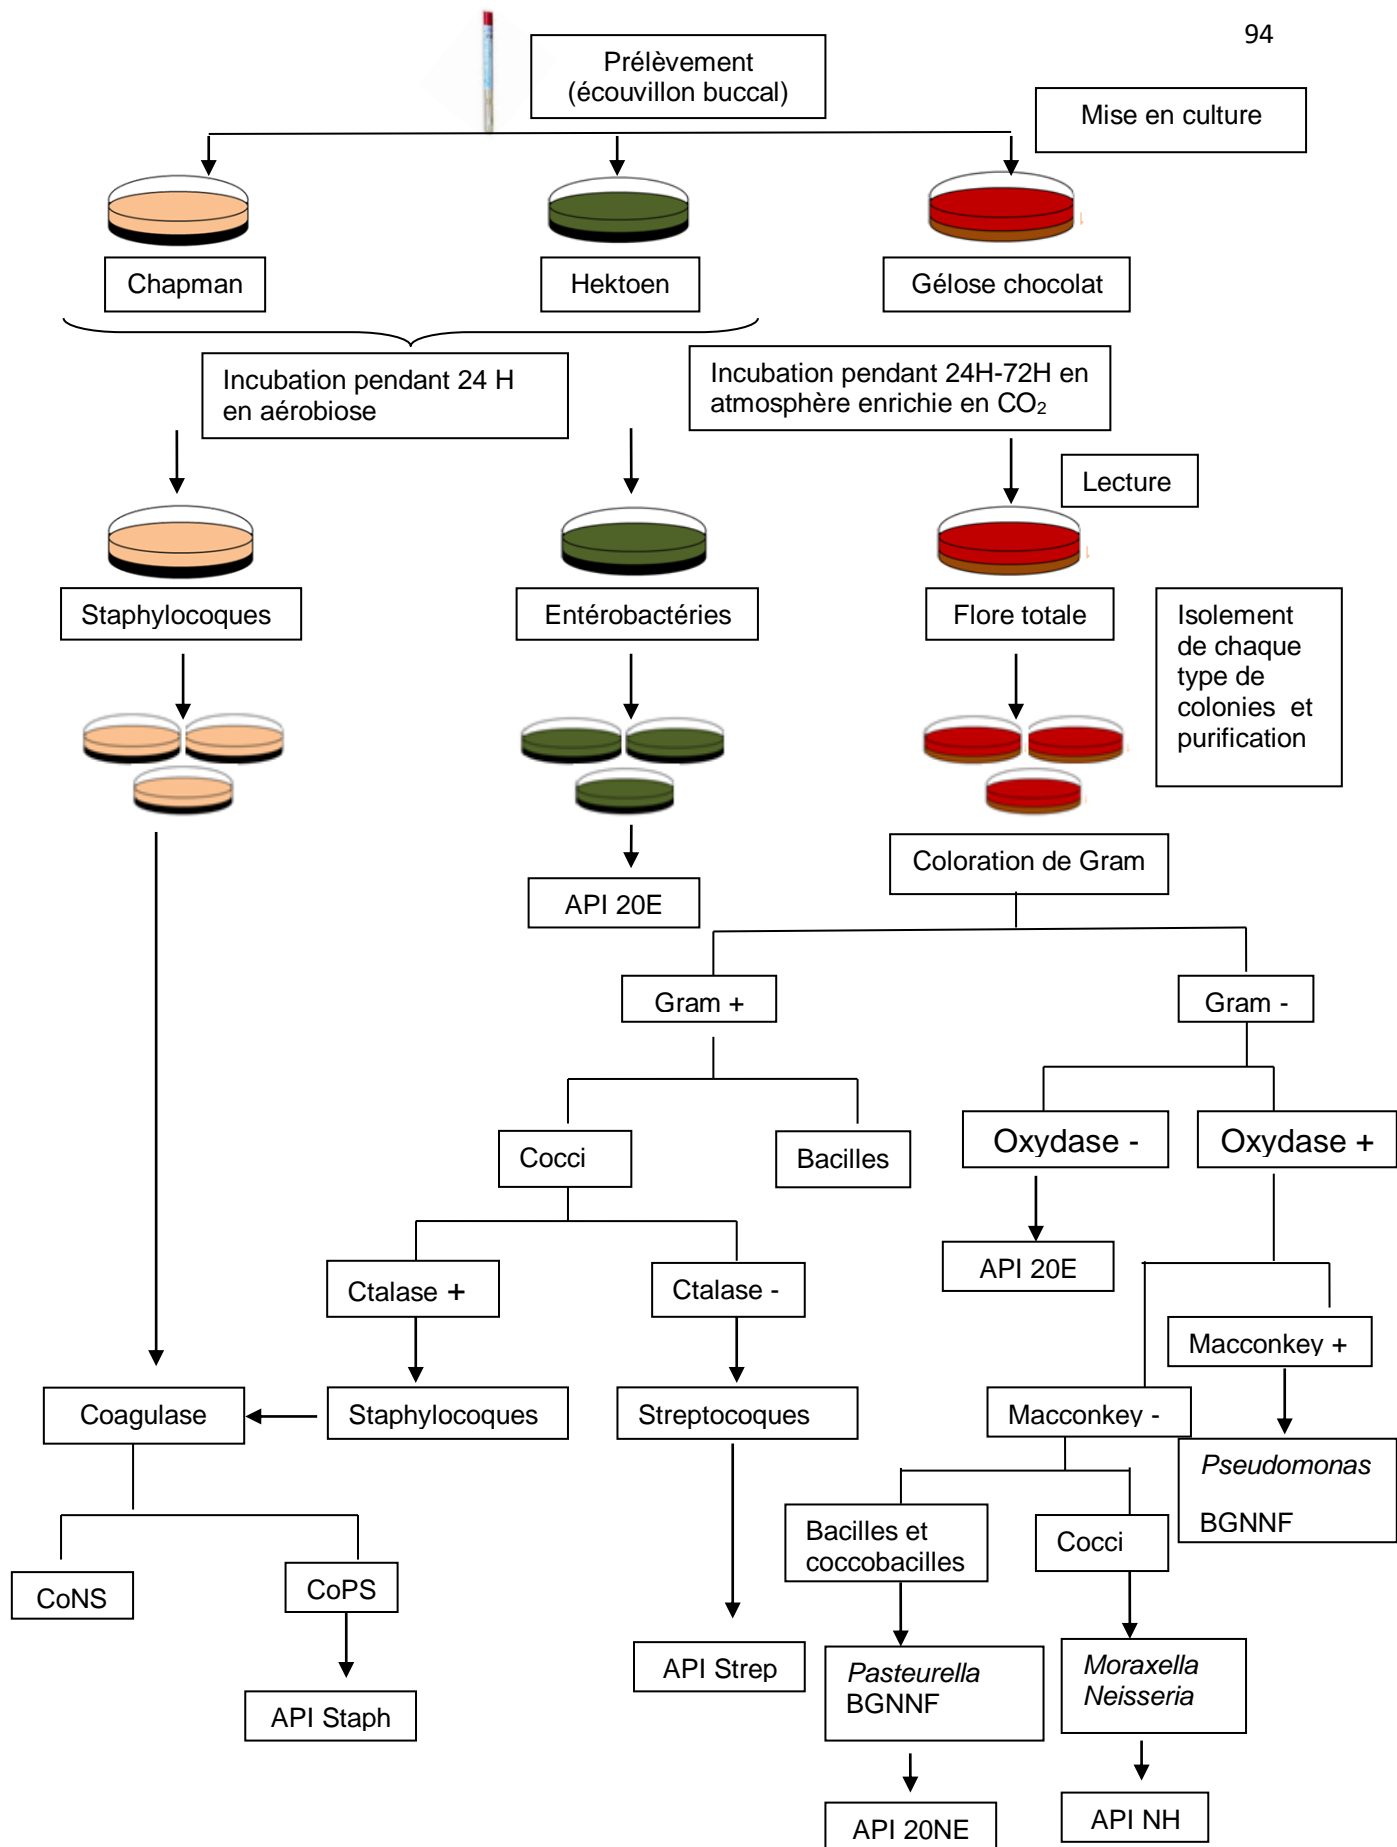 94
Prélèvement
(écouvillon buccal)
Mise en culture
Chapman
Hektoen
Gélose chocolat
Incubation pendant 24 H
en aérobiose
Incubation pendant 24H-72H en
atmosphère enrichie en CO₂
Lecture
Staphylocoques
Entérobactéries
Flore totale
Isolement
de chaque
type de
colonies et
purification
Coloration de Gram
API 20E
Gram +
Gram -
Cocci
Bacilles
Oxydase -
Oxydase +
API 20E
Ctalase +
Ctalase -
Macconkey +
Coagulase
Staphylocoques
Streptocoques
Macconkey -
Pseudomonas
BGNNF
Bacilles et
coccobacilles
Cocci
CoNS
CoPS
API Strep
Pasteurella
BGNNF
Moraxella
Neisseria
API Staph
API 20NE
API NH